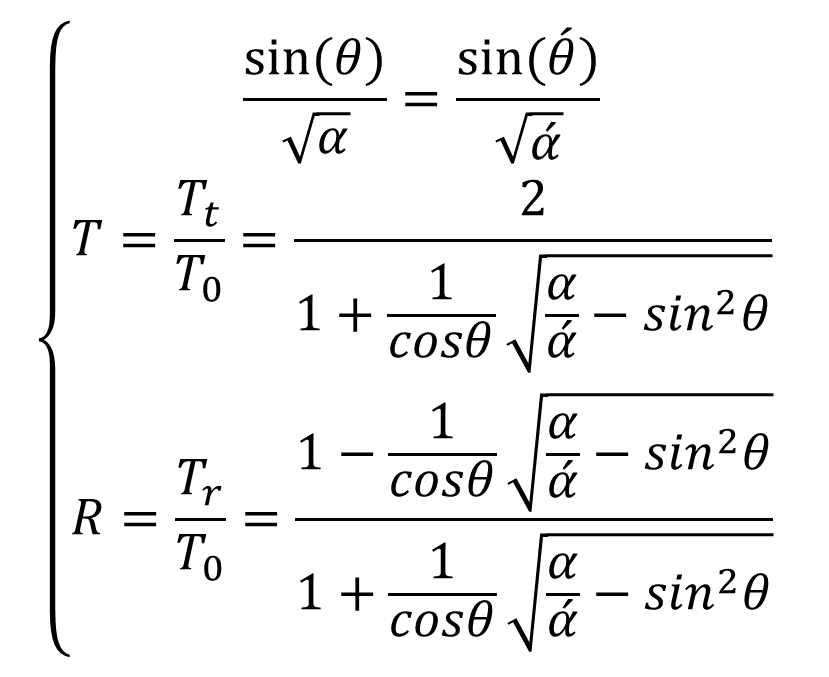 sin(θ)/√α = sin(θ́)/√ά
T = T_t/T_0 = 2/(1 + 1/cosθ √(α/ά − sin²θ))
R = T_r/T_0 = (1 − 1/cosθ √(α/ά − sin²θ))/(1 + 1/cosθ √(α/ά − sin²θ))